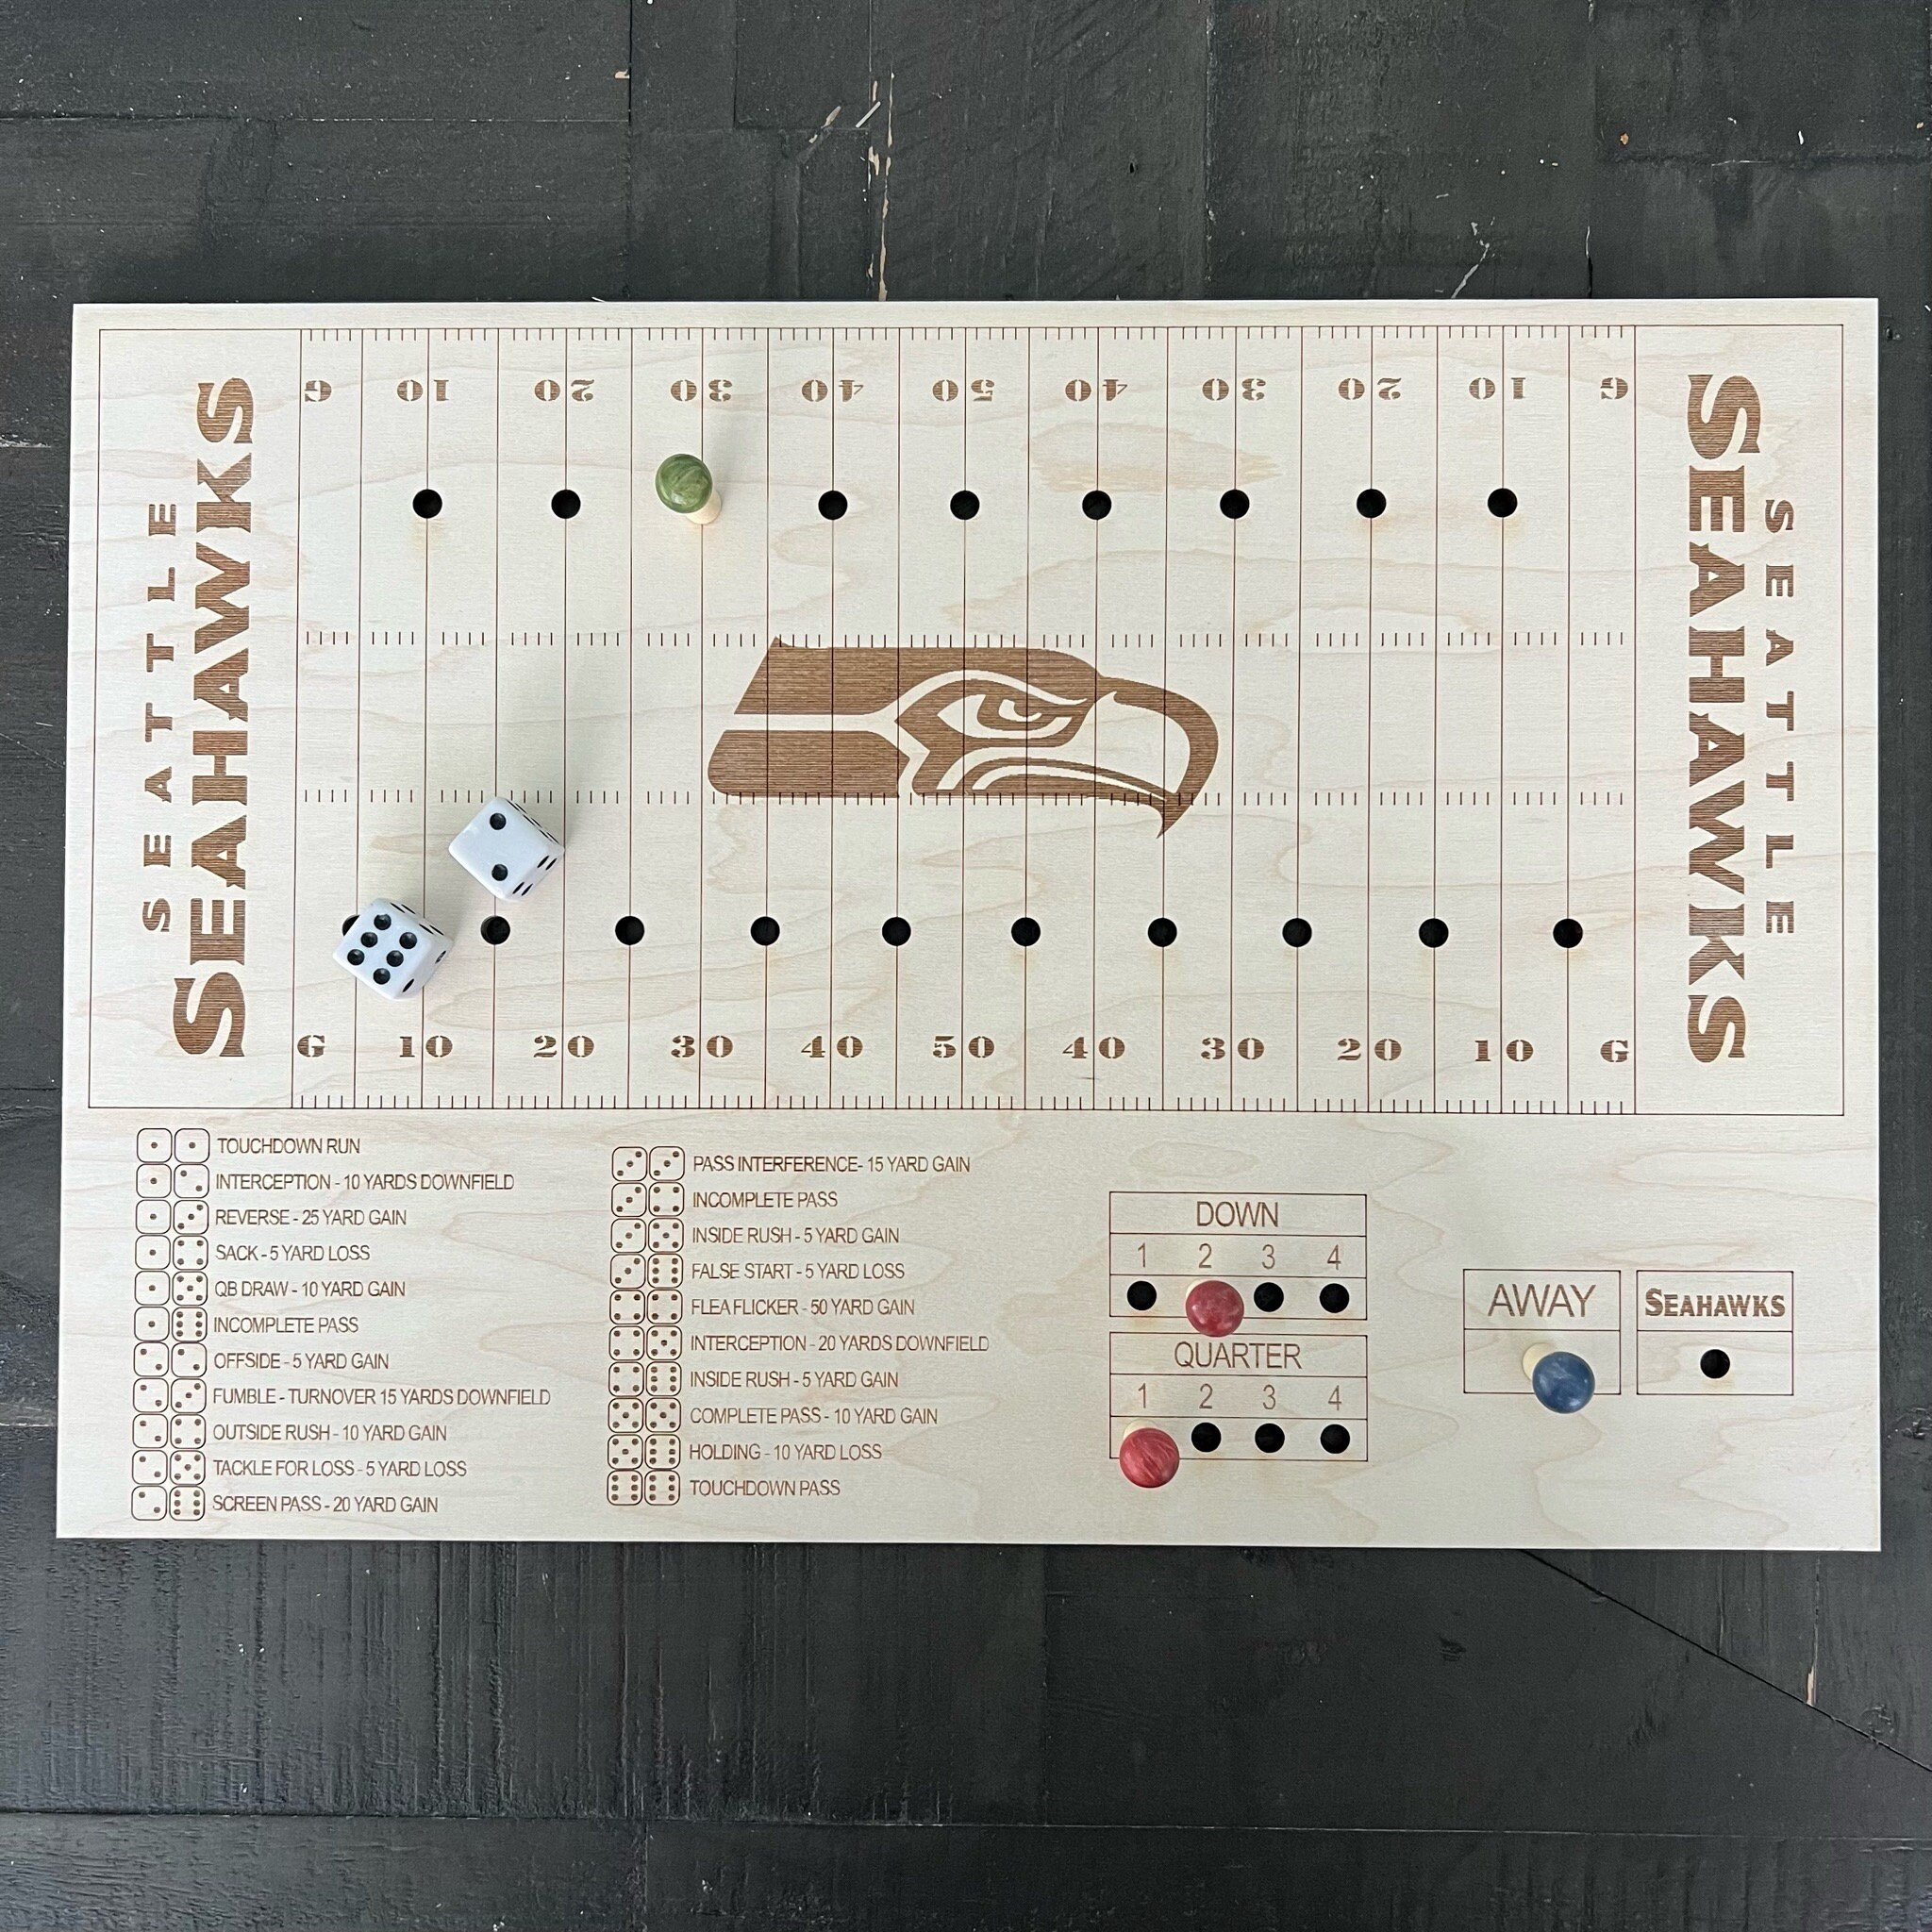 G 10 20 30 40 50 40 30 20 10 G
SEATTLE
SEAHAWKS
SEATTLE
SEAHAWKS
G 10 20 30 40 50 40 30 20 10 G
TOUCHDOWN RUN
INTERCEPTION - 10 YARDS DOWNFIELD
REVERSE - 25 YARD GAIN
SACK - 5 YARD LOSS
QB DRAW - 10 YARD GAIN
INCOMPLETE PASS
OFFSIDE - 5 YARD GAIN
FUMBLE - TURNOVER 15 YARDS DOWNFIELD
OUTSIDE RUSH - 10 YARD GAIN
TACKLE FOR LOSS - 5 YARD LOSS
SCREEN PASS - 20 YARD GAIN
PASS INTERFERENCE- 15 YARD GAIN
INCOMPLETE PASS
INSIDE RUSH - 5 YARD GAIN
FALSE START - 5 YARD LOSS
FLEA FLICKER - 50 YARD GAIN
INTERCEPTION - 20 YARDS DOWNFIELD
INSIDE RUSH - 5 YARD GAIN
COMPLETE PASS - 10 YARD GAIN
HOLDING - 10 YARD LOSS
TOUCHDOWN PASS
DOWN
1 2 3 4
QUARTER
1 2 3 4
AWAY
SEAHAWKS